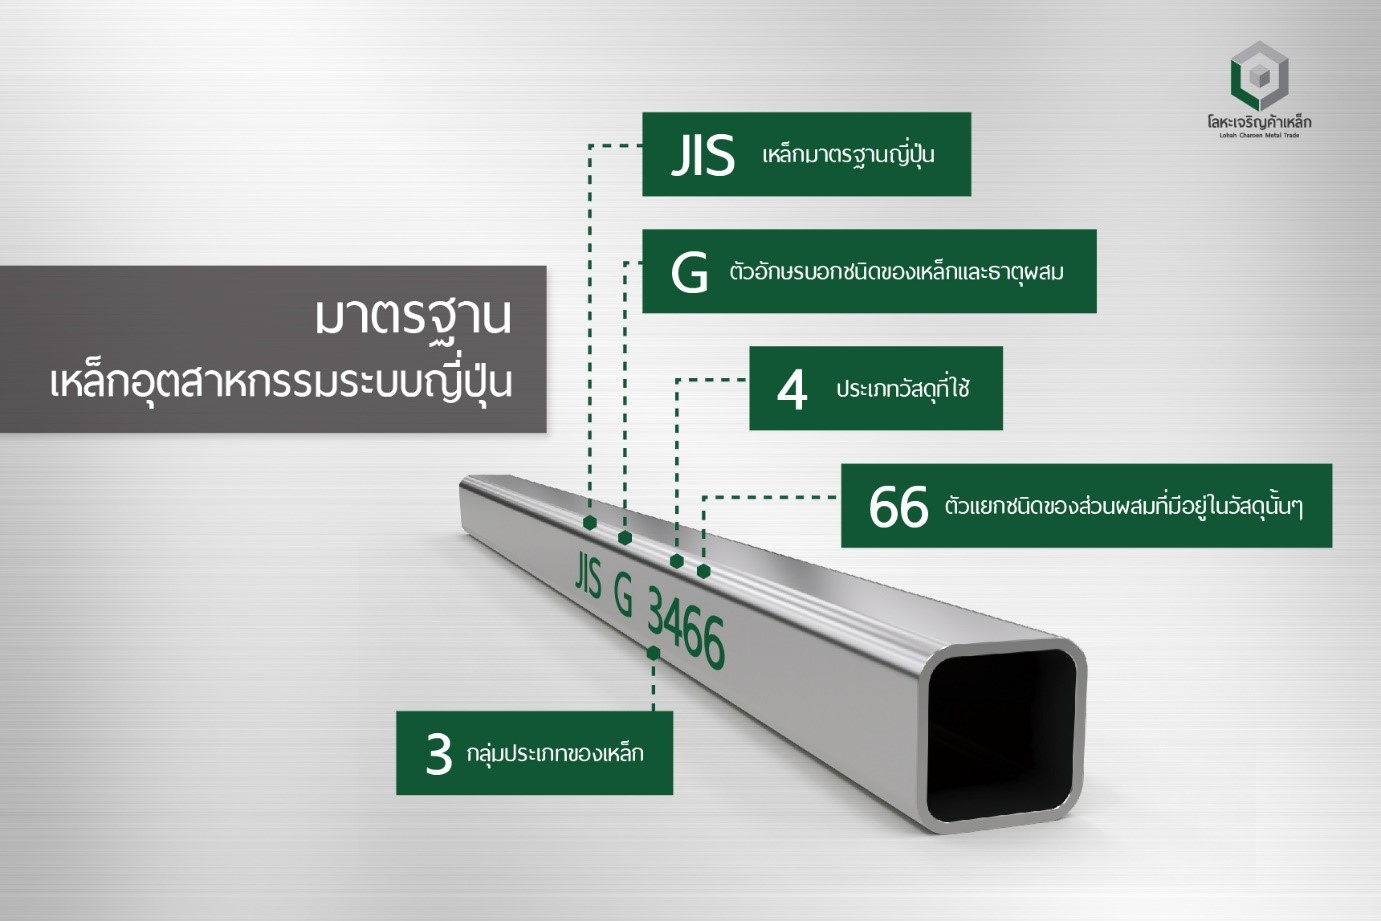 โลหะเจริญค้าเหล็ก
Lohah Charoen Metal Trade
JIS เหล็กมาตรฐานญี่ปุ่น
G ตัวอักษรบอกชนิดของเหล็กและธาตุผสม
มาตรฐาน
เหล็กอุตสาหกรรมระบบญี่ปุ่น
4 ประเภทวัสดุที่ใช้
66 ตัวแยกชนิดของส่วนผสมที่มีอยู่ในวัสดุนั้นๆ
JIS G 3466
3 กลุ่มประเภทของเหล็ก